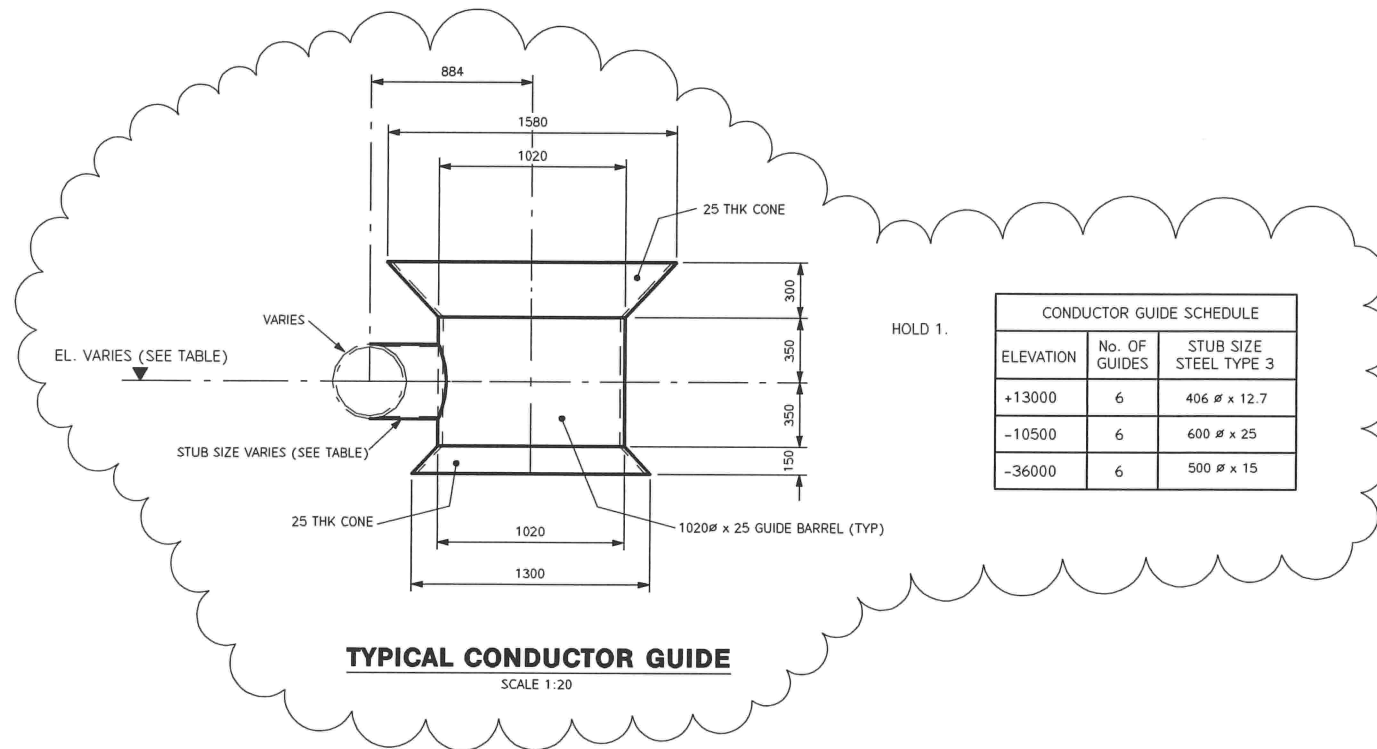 884
1580
1020
25 THK CONE
300
350
350
150
VARIES
EL. VARIES (SEE TABLE)
STUB SIZE VARIES (SEE TABLE)
25 THK CONE
1020ø x 25 GUIDE BARREL (TYP)
1020
1300
TYPICAL CONDUCTOR GUIDE
SCALE 1:20
HOLD 1.
CONDUCTOR GUIDE SCHEDULE
ELEVATION No. OF GUIDES STUB SIZE STEEL TYPE 3
+13000 6 406 ø x 12.7
-10500 6 600 ø x 25
-36000 6 500 ø x 15